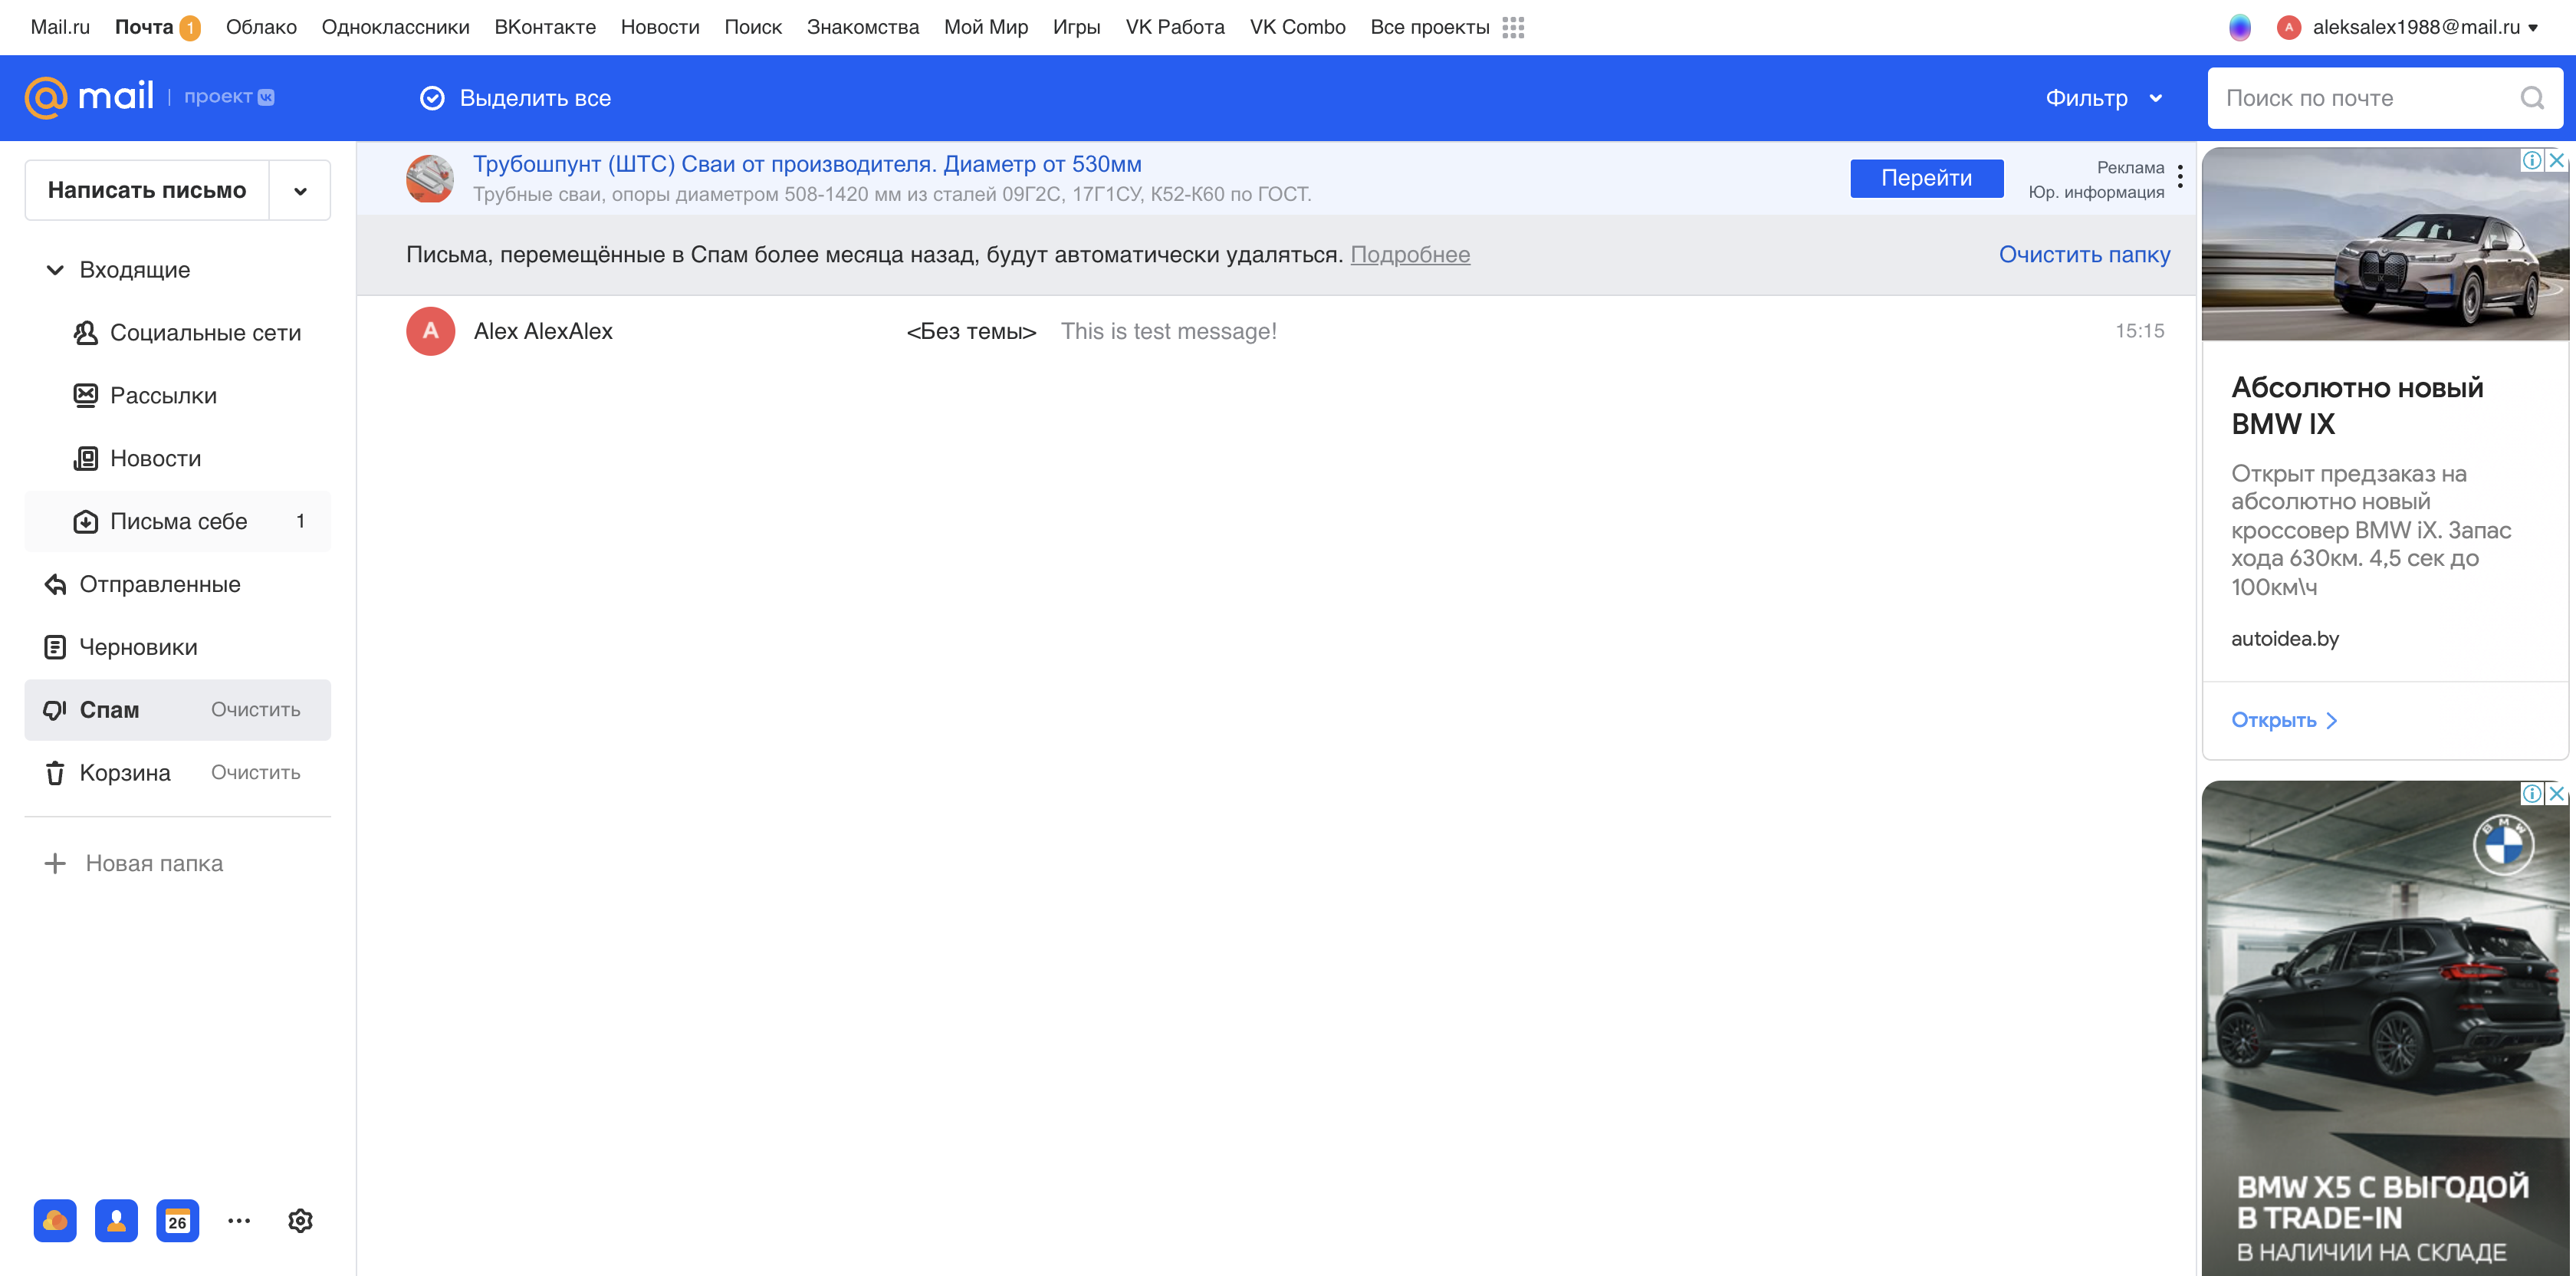 Mail.ru Почта 1 Облако Одноклассники ВКонтакте Новости Поиск Знакомства Мой Мир Игры VK Работа VK Combo Все проекты
A aleksalex1988@mail.ru
@mail проект
Выделить все
Фильтр
Поиск по почте
Написать письмо
Входящие
Социальные сети
Рассылки
Новости
Письма себе 1
Отправленные
Черновики
Спам Очистить
Корзина Очистить
Новая папка
26
Трубошпунт (ШТС) Сваи от производителя. Диаметр от 530мм
Трубные сваи, опоры диаметром 508-1420 мм из сталей 09Г2С, 17Г1СУ, К52-К60 по ГОСТ.
Перейти
Реклама
Юр. информация
Письма, перемещённые в Спам более месяца назад, будут автоматически удаляться. Подробнее
Очистить папку
A Alex AlexAlex <Без темы> This is test message! 15:15
Абсолютно новый
BMW IX
Открыт предзаказ на
абсолютно новый
кроссовер BMW iX. Запас
хода 630км. 4,5 сек до
100км\ч
autoidea.by
Открыть
BMW
BMW X5 С ВЫГОДОЙ
В TRADE-IN
В НАЛИЧИИ НА СКЛАДЕ